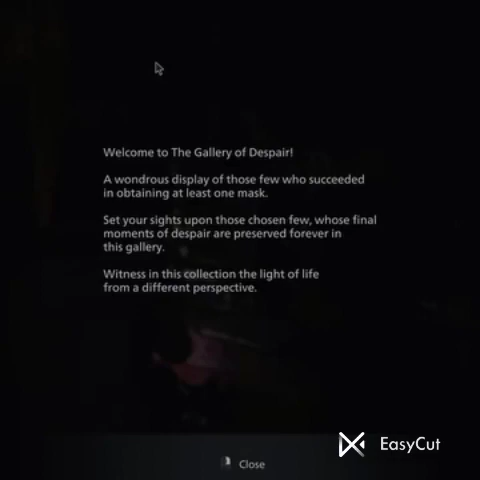 Welcome to The Gallery of Despair!
A wondrous display of those few who succeeded
in obtaining at least one mask.
Set your sights upon those chosen few, whose final
moments of despair are preserved forever in
this gallery.
Witness in this collection the light of life
from a different perspective.
EasyCut
Close